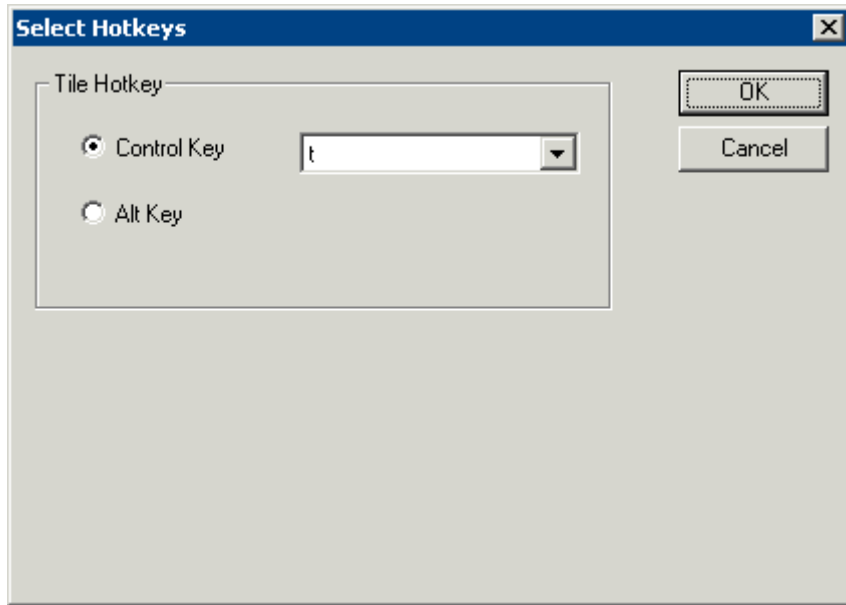 Select Hotkeys
Tile Hotkey
OK
Control Key
t
Cancel
Alt Key